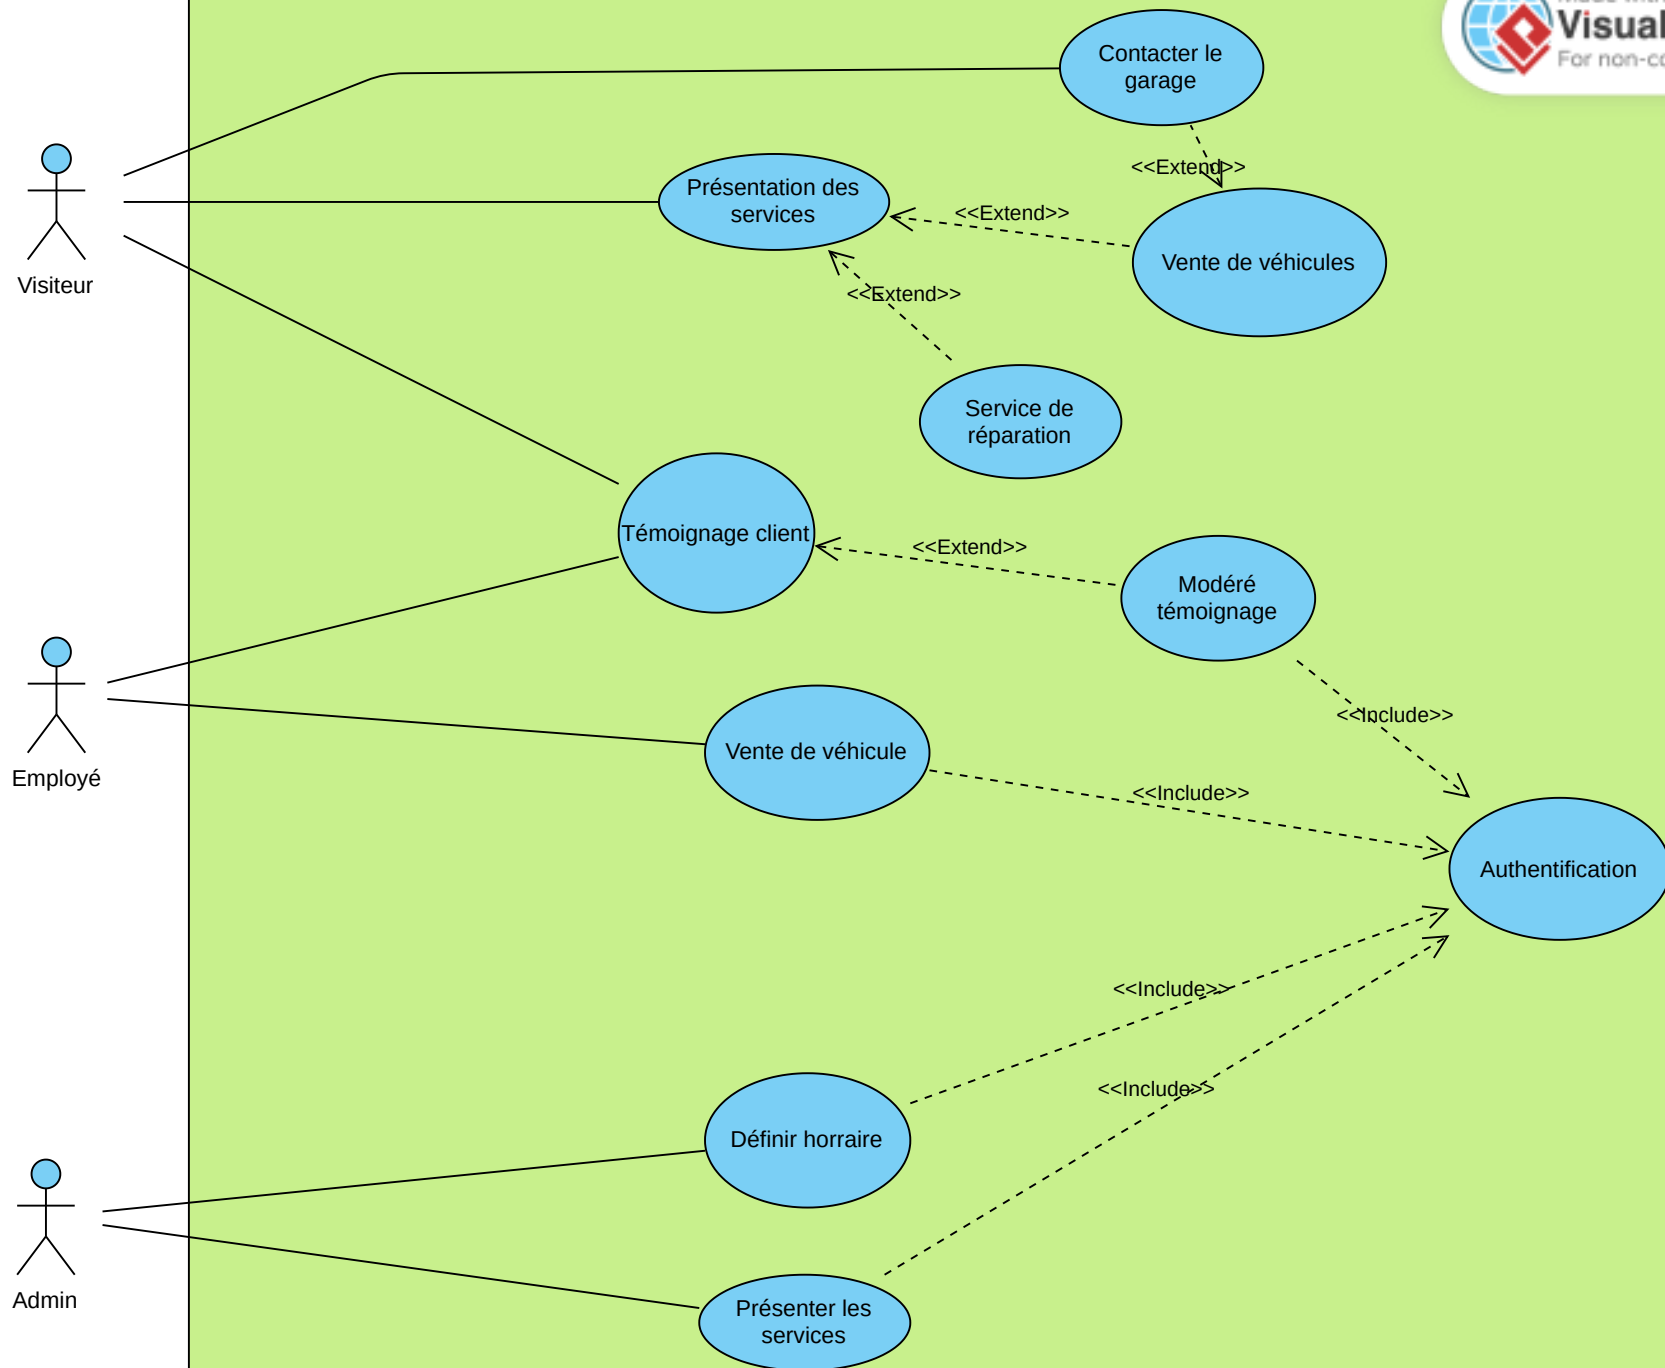 Visual
For non-co
Contacter le
garage
<<Extend>>
Présentation des
services
<<Extend>>
Vente de véhicules
Visiteur
<<Extend>>
Service de
réparation
Témoignage client
<<Extend>>
Modéré
témoignage
<<Include>>
Employé
Vente de véhicule
<<Include>>
Authentification
<<Include>>
<<Include>>
Définir horraire
Admin
Présenter les
services